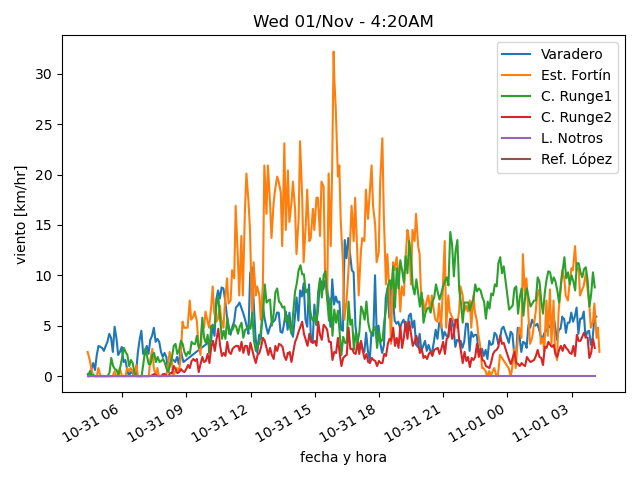 Wed 01/Nov - 4:20AM
Varadero
Est. Fortín
C. Runge1
C. Runge2
L. Notros
Ref. López
viento [km/hr]
30
25
20
15
10
5
0
10-31 06
10-31 09
10-31 12
10-31 15
10-31 18
10-31 21
11-01 00
11-01 03
fecha y hora